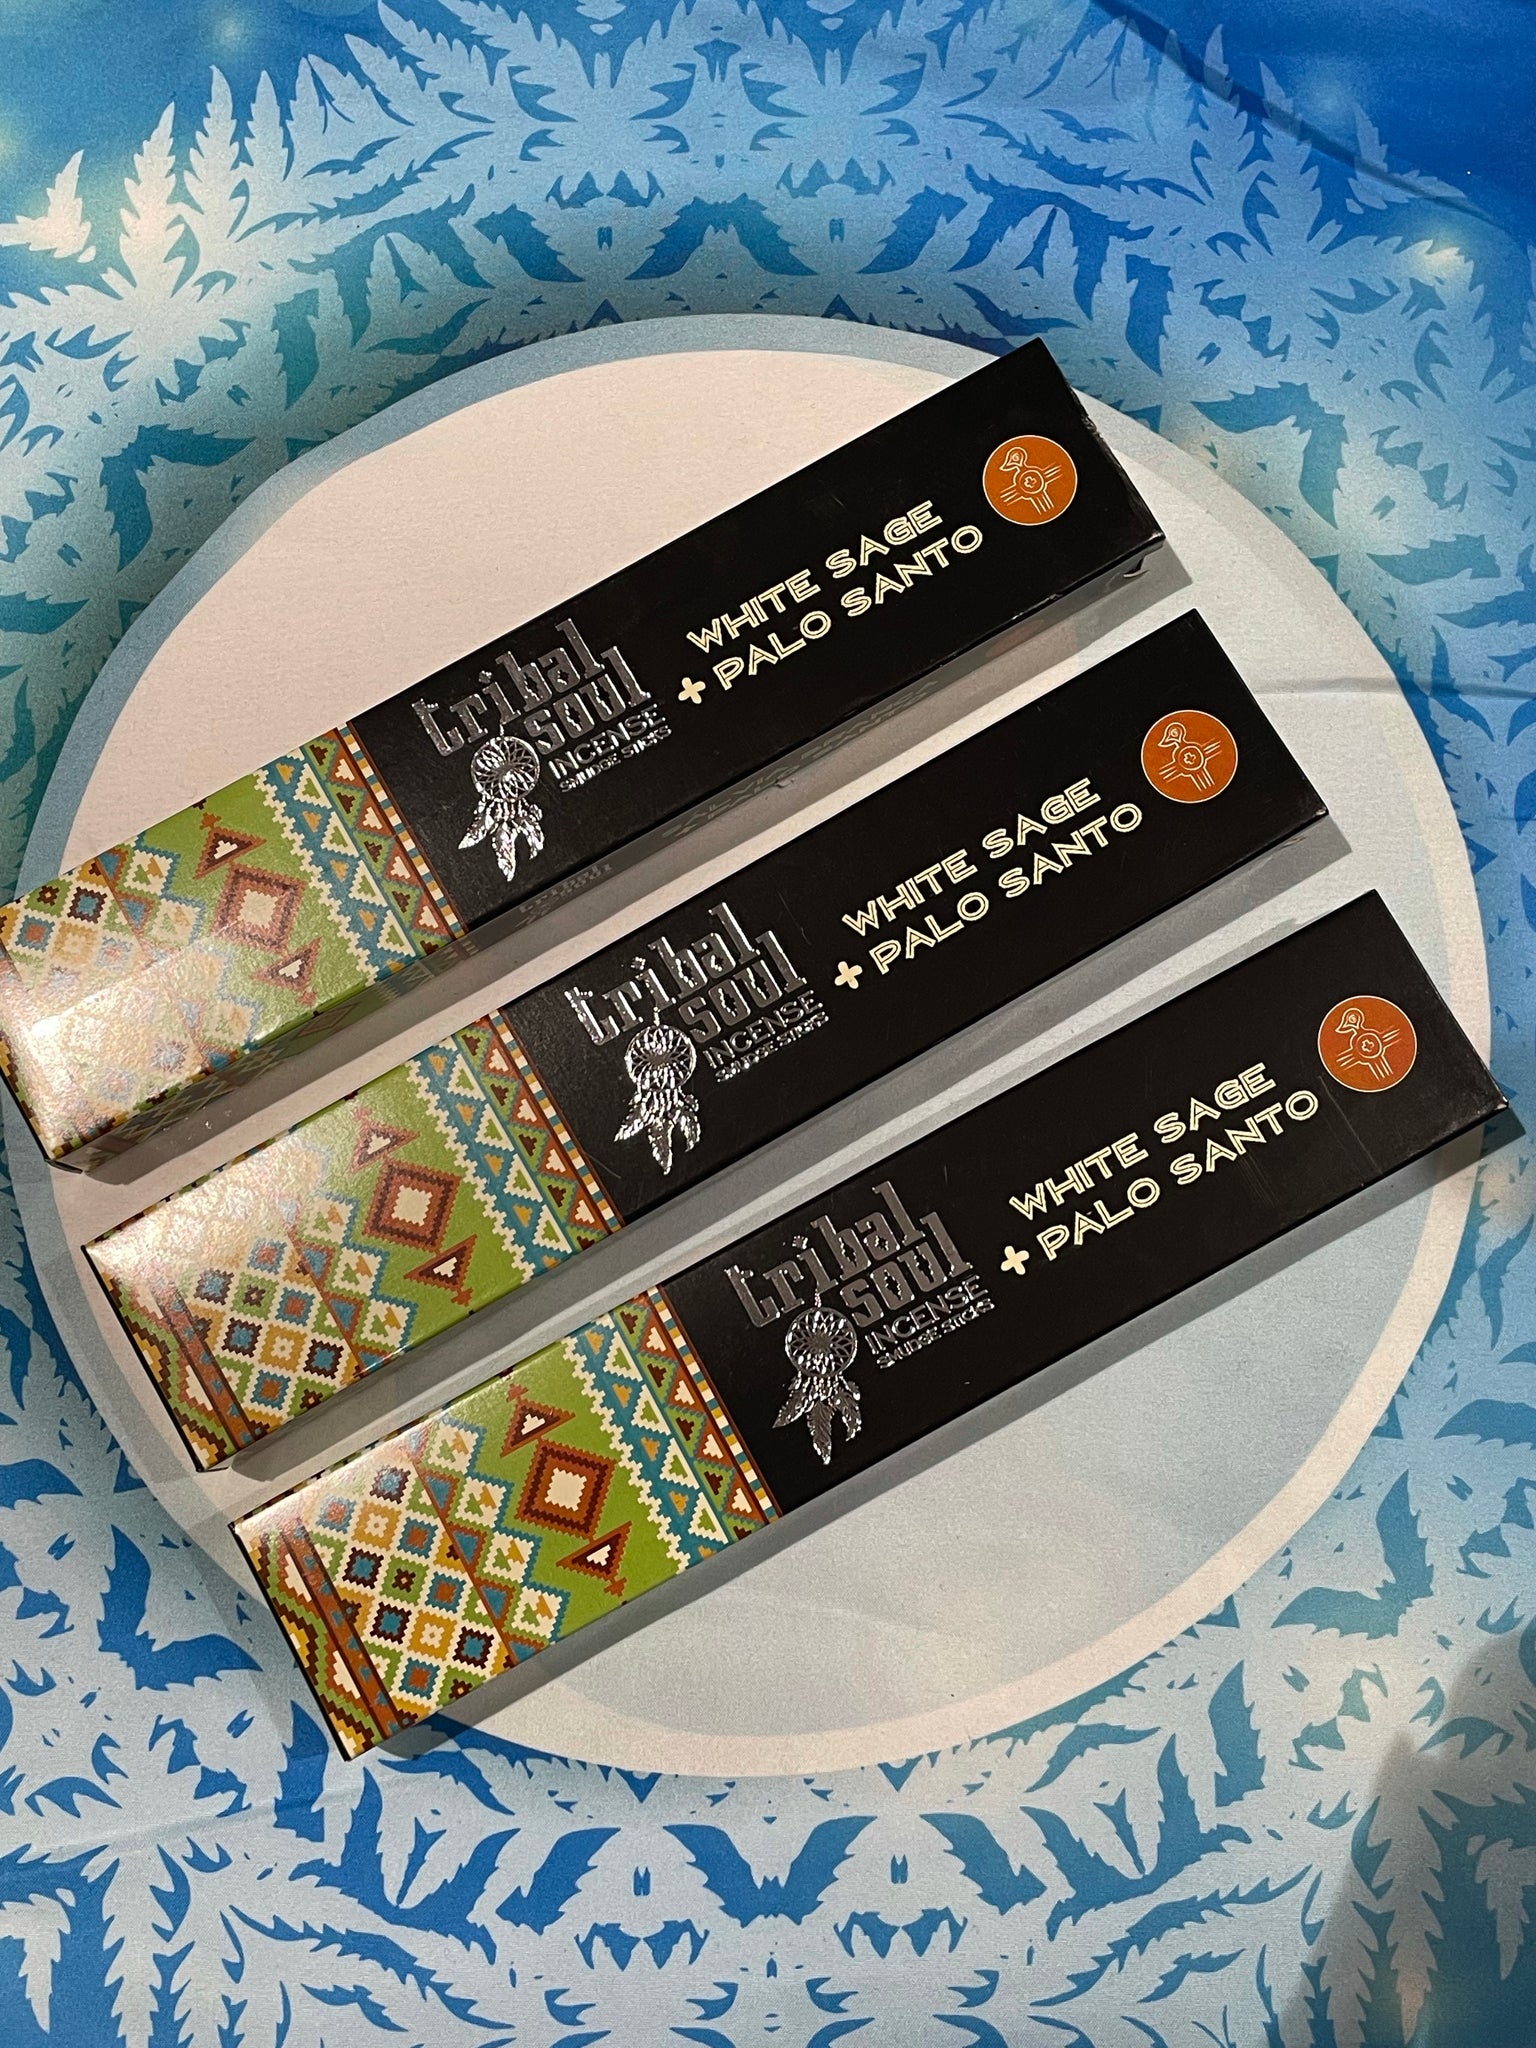 tribal
soul
INCENSE
SMUDGE STICKS
WHITE SAGE
+ PALO SANTO
tribal
soul
INCENSE
SMUDGE STICKS
WHITE SAGE
+ PALO SANTO
tribal
soul
INCENSE
SMUDGE STICKS
WHITE SAGE
+ PALO SANTO